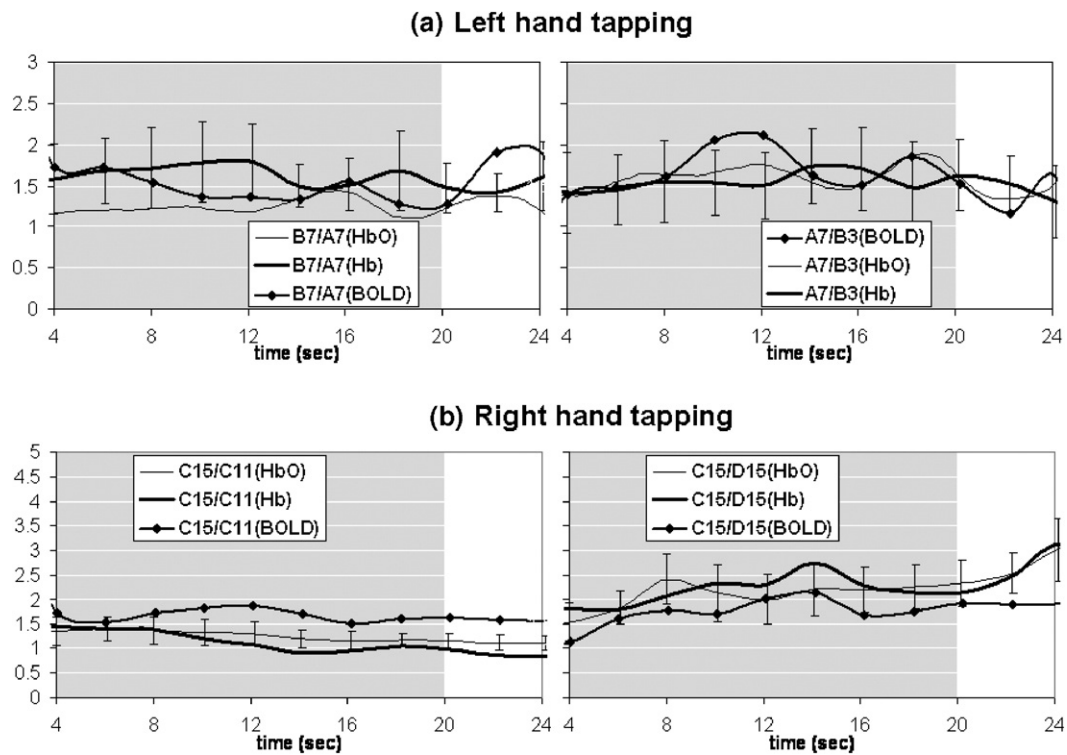 (a) Left hand tapping
3
2.5
2
1.5
1
0.5
0
B7/A7(HbO)
B7/A7(Hb)
B7/A7(BOLD)
4 8 12 16 20 24
time (sec)
A7/B3(BOLD)
A7/B3(HbO)
A7/B3(Hb)
4 8 12 16 20 24
time (sec)
(b) Right hand tapping
5
4.5
4
3.5
3
2.5
2
1.5
1
0.5
0
C15/C11(HbO)
C15/C11(Hb)
C15/C11(BOLD)
4 8 12 16 20 24
time (sec)
C15/D15(HbO)
C15/D15(Hb)
C15/D15(BOLD)
4 8 12 16 20 24
time (sec)